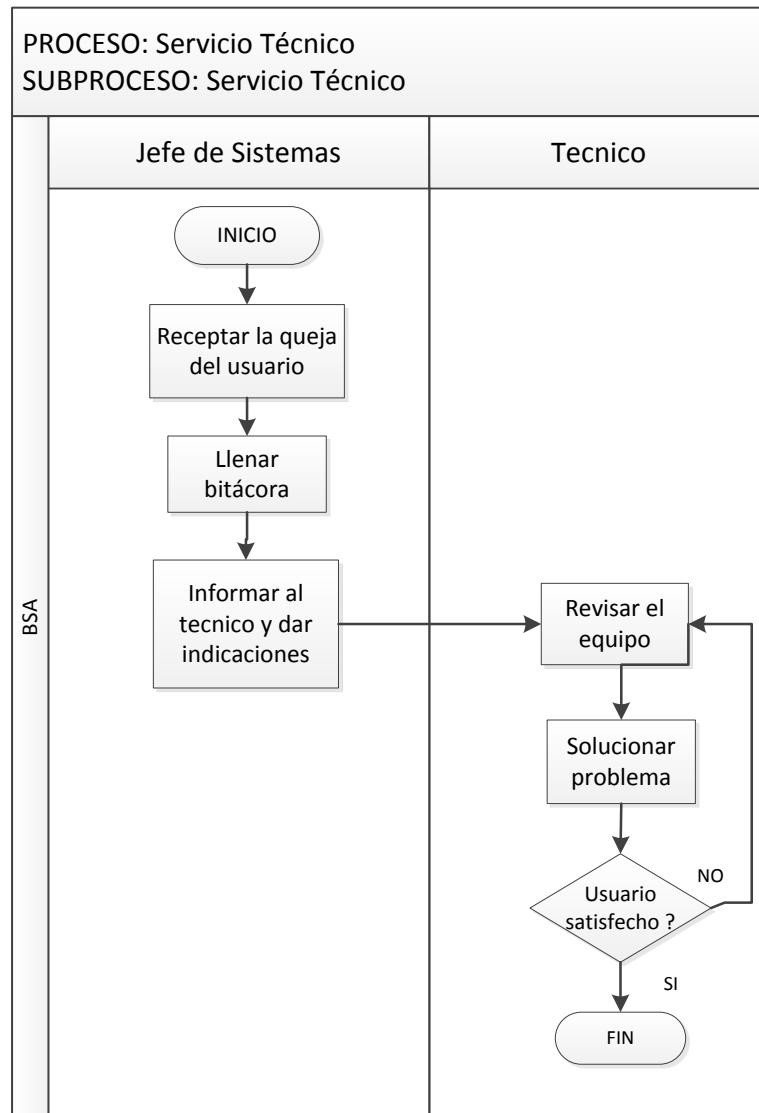 PROCESO: Servicio Técnico
SUBPROCESO: Servicio Técnico
Jefe de Sistemas
Tecnico
BSA
INICIO
Receptar la queja
del usuario
Llenar
bitácora
Informar al
tecnico y dar
indicaciones
Revisar el
equipo
Solucionar
problema
Usuario
satisfecho ?
NO
SI
FIN